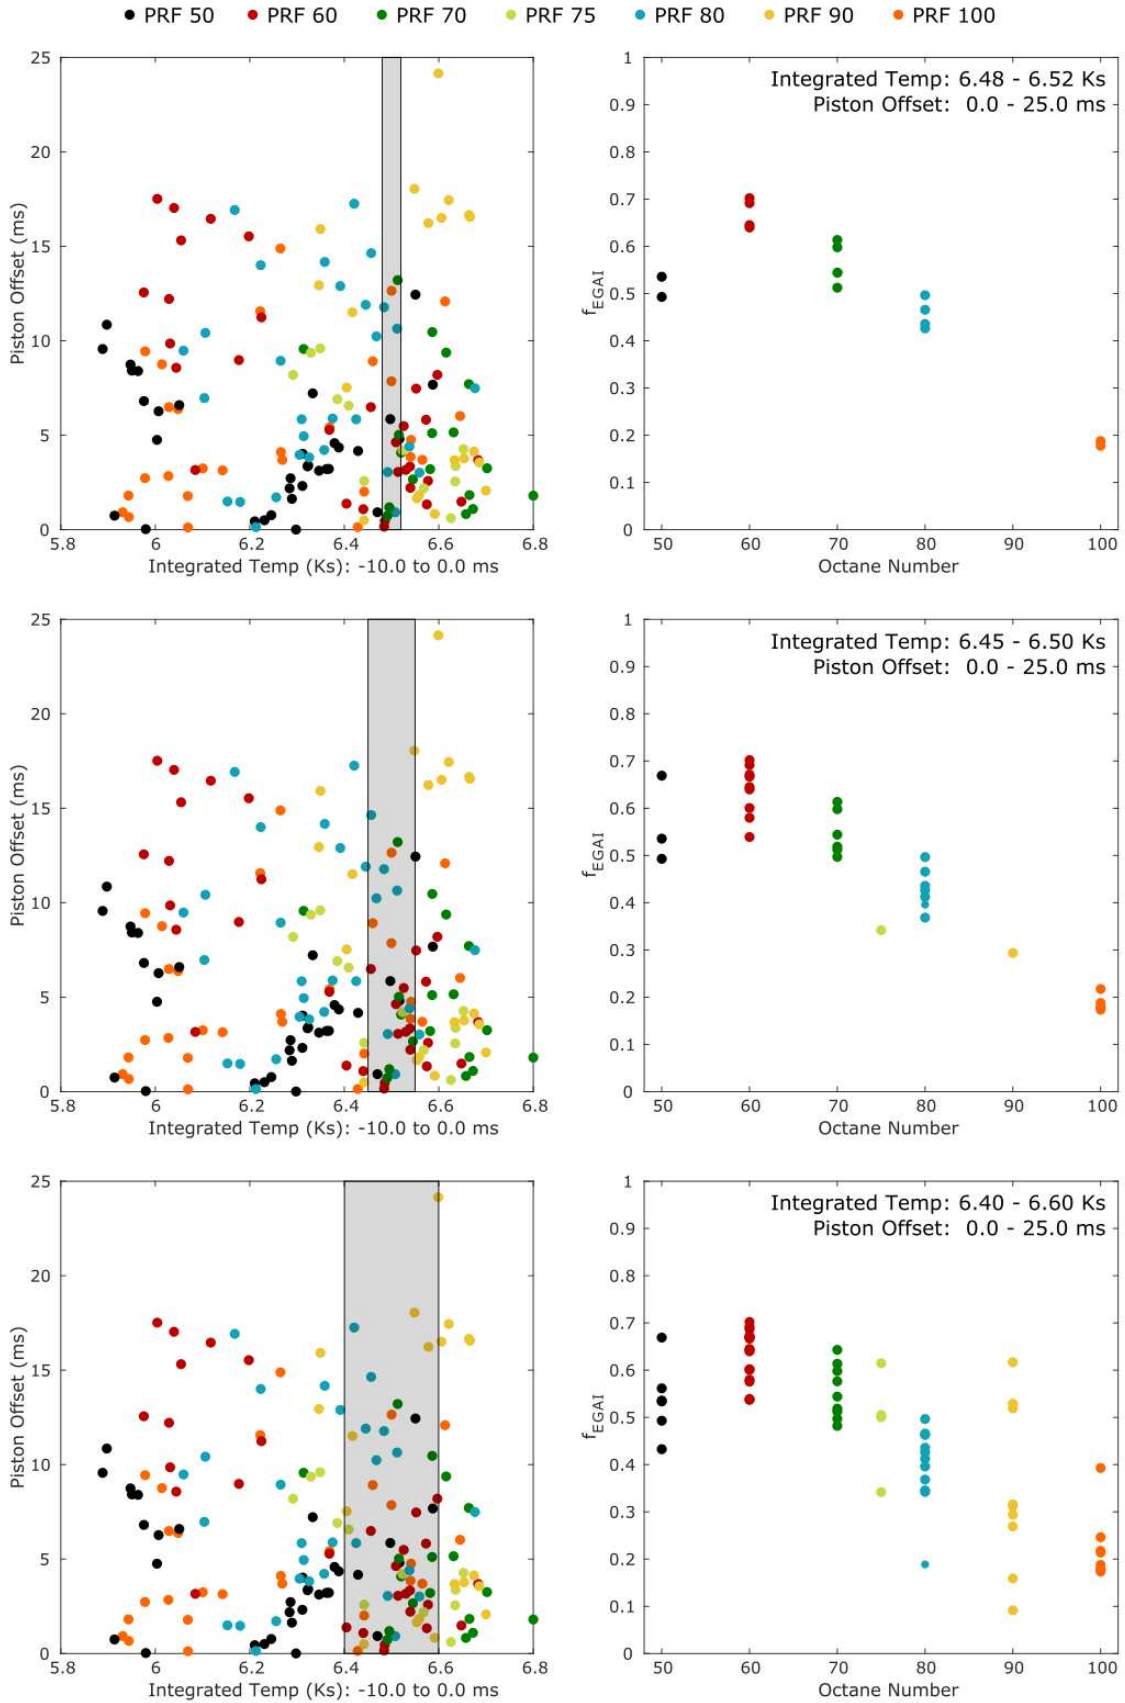 PRF 50 PRF 60 PRF 70 PRF 75 PRF 80 PRF 90 PRF 100
25
20
15
10
5
0
Piston Offset (ms)
5.8 6 6.2 6.4 6.6 6.8
Integrated Temp (Ks): -10.0 to 0.0 ms
1
0.9
0.8
0.7
0.6
0.5
0.4
0.3
0.2
0.1
0
fEGAI
Integrated Temp: 6.48 - 6.52 Ks
Piston Offset: 0.0 - 25.0 ms
50 60 70 80 90 100
Octane Number
25
20
15
10
5
0
Piston Offset (ms)
5.8 6 6.2 6.4 6.6 6.8
Integrated Temp (Ks): -10.0 to 0.0 ms
1
0.9
0.8
0.7
0.6
0.5
0.4
0.3
0.2
0.1
0
fEGAI
Integrated Temp: 6.45 - 6.50 Ks
Piston Offset: 0.0 - 25.0 ms
50 60 70 80 90 100
Octane Number
25
20
15
10
5
0
Piston Offset (ms)
5.8 6 6.2 6.4 6.6 6.8
Integrated Temp (Ks): -10.0 to 0.0 ms
1
0.9
0.8
0.7
0.6
0.5
0.4
0.3
0.2
0.1
0
fEGAI
Integrated Temp: 6.40 - 6.60 Ks
Piston Offset: 0.0 - 25.0 ms
50 60 70 80 90 100
Octane Number